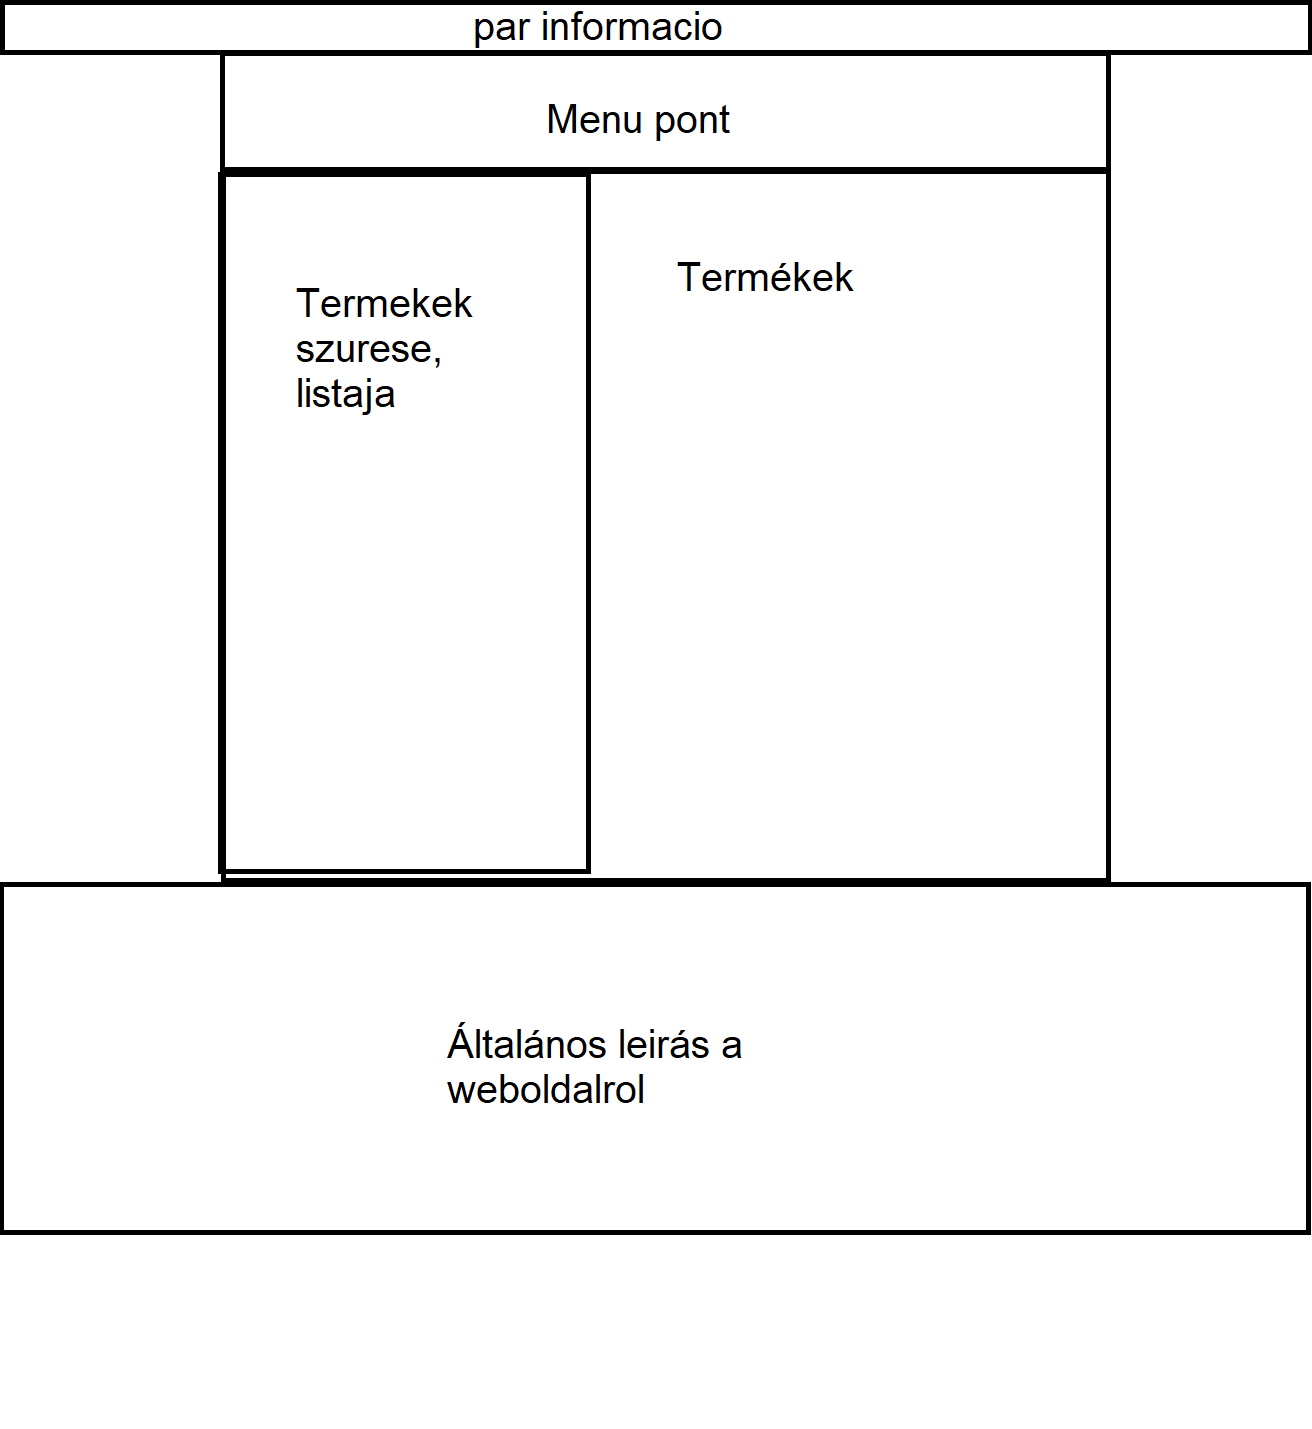 par informacio
Menu pont
Termekek
szurese,
listaja
Termékek
Általános leirás a
weboldalrol